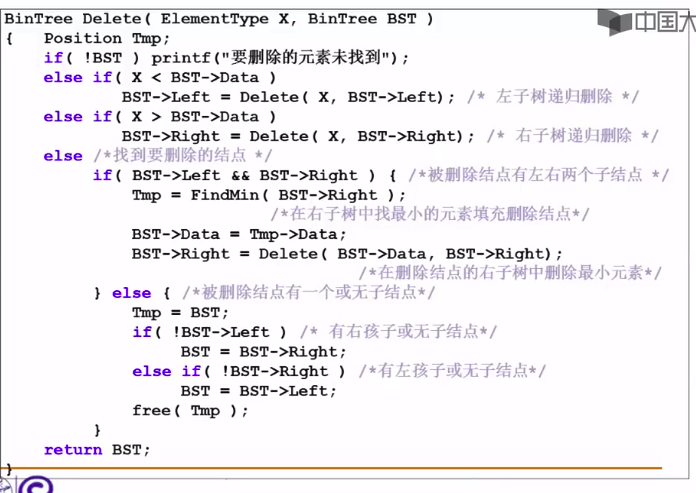 中国大
BinTree Delete( ElementType X, BinTree BST )
{ Position Tmp;
if( !BST ) printf("要删除的元素未找到");
else if( X < BST->Data )
BST->Left = Delete( X, BST->Left); /* 左子树递归删除 */
else if( X > BST->Data )
BST->Right = Delete( X, BST->Right); /* 右子树递归删除 */
else /*找到要删除的结点 */
if( BST->Left && BST->Right ) { /*被删除结点有左右两个子结点 */
Tmp = FindMin( BST->Right );
/*在右子树中找最小的元素填充删除结点*/
BST->Data = Tmp->Data;
BST->Right = Delete( BST->Data, BST->Right);
/*在删除结点的右子树中删除最小元素*/
} else { /*被删除结点有一个或无子结点*/
Tmp = BST;
if( !BST->Left ) /* 有右孩子或无子结点*/
BST = BST->Right;
else if( !BST->Right ) /*有左孩子或无子结点*/
BST = BST->Left;
free( Tmp );
}
return BST;
}
©